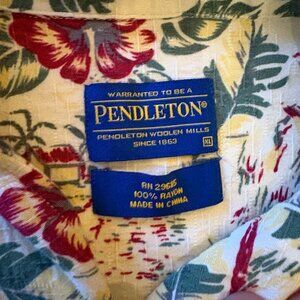 WARRANTED TO BE A
PENDLETON®
PENDLETON WOOLEN MILLS
SINCE 1863
XL
RN 29685
100% RAYON
MADE IN CHINA